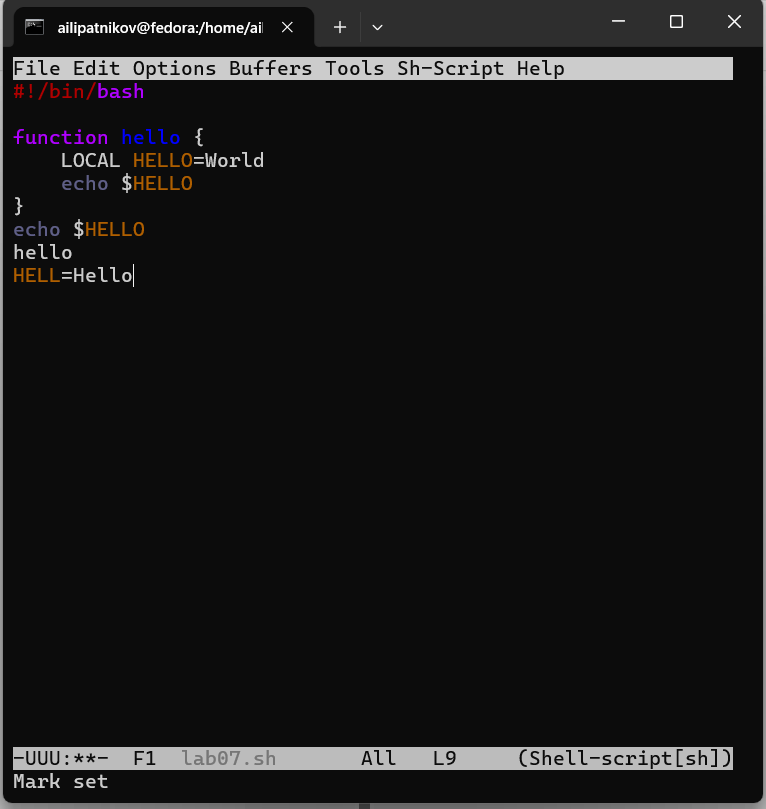 ailipatnikov@fedora:/home/ail
File Edit Options Buffers Tools Sh-Script Help
#!/bin/bash
function hello {
    LOCAL HELLO=World
    echo $HELLO
}
echo $HELLO
hello
HELL=Hello
-UUU:**-  F1  lab07.sh       All   L9     (Shell-script[sh])
Mark set